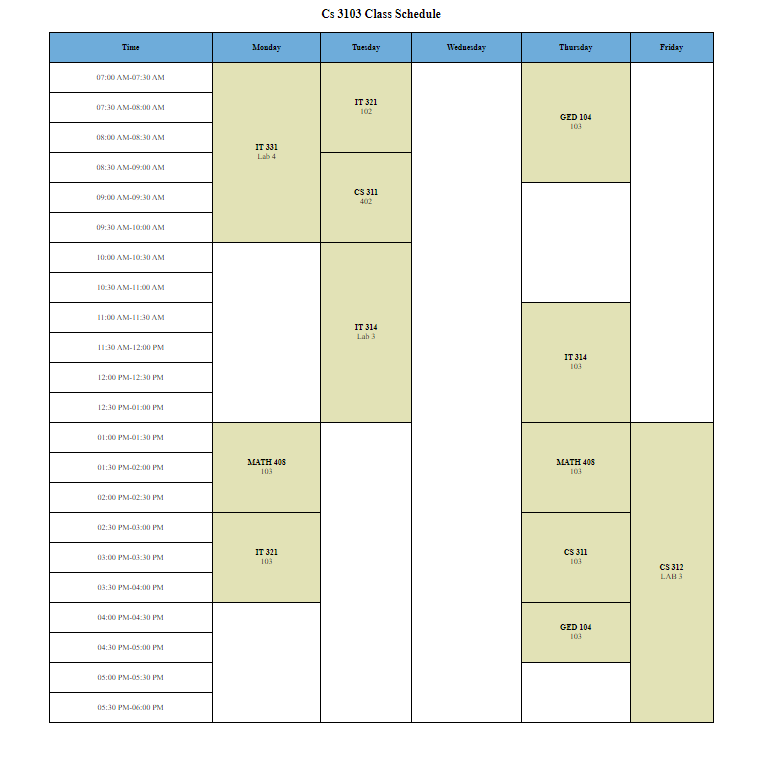 Cs 3103 Class Schedule
Time Monday Tuesday Wednesday Thursday Friday
07:00 AM-07:30 AM
07:30 AM-08:00 AM
08:00 AM-08:30 AM
08:30 AM-09:00 AM
09:00 AM-09:30 AM
09:30 AM-10:00 AM
10:00 AM-10:30 AM
10:30 AM-11:00 AM
11:00 AM-11:30 AM
11:30 AM-12:00 PM
12:00 PM-12:30 PM
12:30 PM-01:00 PM
01:00 PM-01:30 PM
01:30 PM-02:00 PM
02:00 PM-02:30 PM
02:30 PM-03:00 PM
03:00 PM-03:30 PM
03:30 PM-04:00 PM
04:00 PM-04:30 PM
04:30 PM-05:00 PM
05:00 PM-05:30 PM
05:30 PM-06:00 PM
IT 331
Lab 4
MATH 408
103
IT 321
103
IT 321
102
CS 311
402
IT 314
Lab 3
GED 104
103
IT 314
103
MATH 408
103
CS 311
103
GED 104
103
CS 312
LAB 3